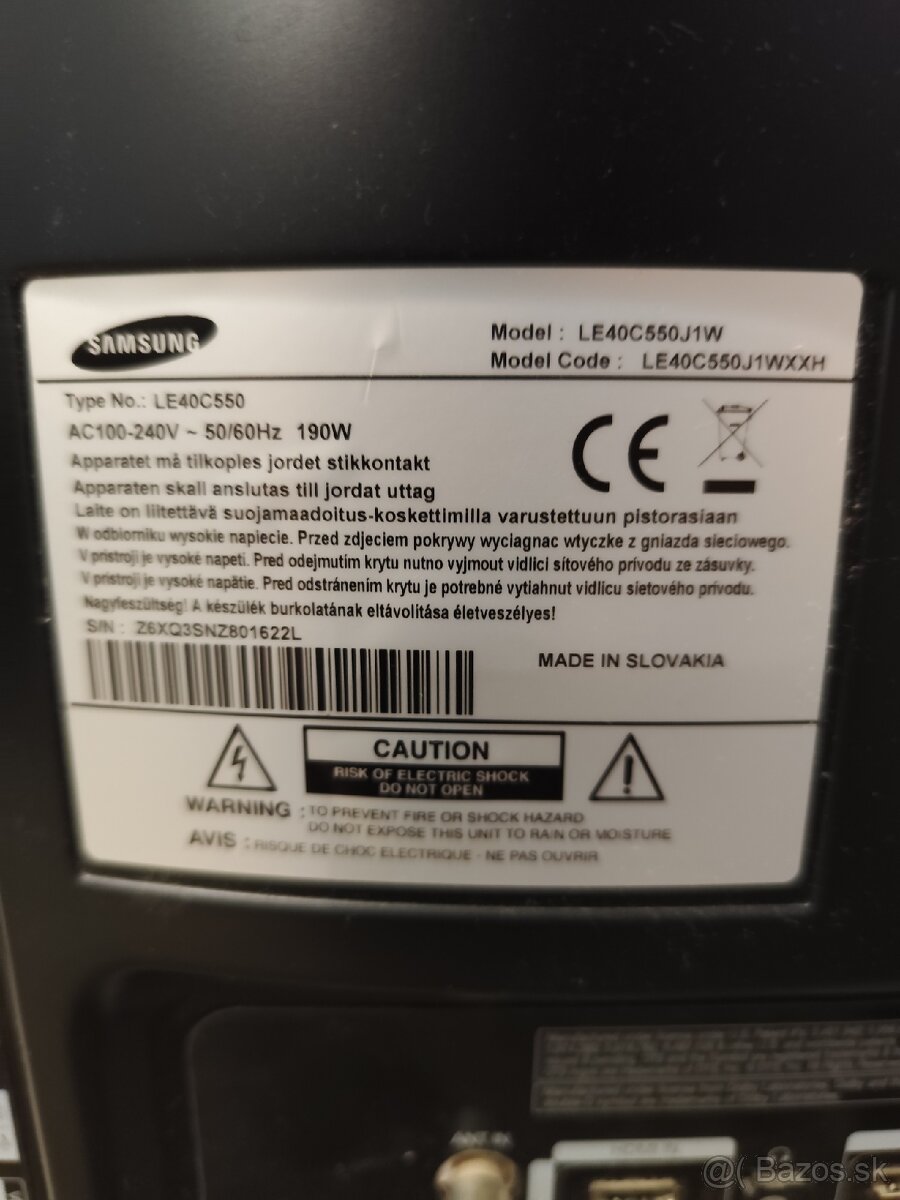 SAMSUNG
Model : LE40C550J1W
Model Code : LE40C550J1WXXH
Type No.: LE40C550
AC100-240V ~ 50/60Hz 190W
Apparatet må tilkoples jordet stikkontakt
Apparaten skall anslutas till jordat uttag
Laite on liitettävä suojamaadoitus-koskettimilla varustettuun pistorasiaan
W odbiorniku wysokie napiecie. Przed zdjeciem pokrywy wyciagnac wtyczke z gniazda sieciowego.
V pristroji je vysoké napeti. Pred odejmutím krytu nutno vyjmout vidlici sítového prívodu ze zásuvky.
V pristroji je vysoké napätie. Pred odstránením krytu je potrebné vytiahnut vidlicu sietového prívodu.
Nagyfeszültség! A készülék burkolatának eltávolítása életveszélyes!
S/N : Z6XQ3SNZ801622L
MADE IN SLOVAKIA
CE
7
CAUTION
RISK OF ELECTRIC SHOCK
DO NOT OPEN
WARNING : TO PREVENT FIRE OR SHOCK HAZARD
DO NOT EXPOSE THIS UNIT TO RAIN OR MOISTURE
AVIS : RISQUE DE CHOC ELECTRIQUE - NE PAS OUVRIR
ANT IN
@( Bazos.sk